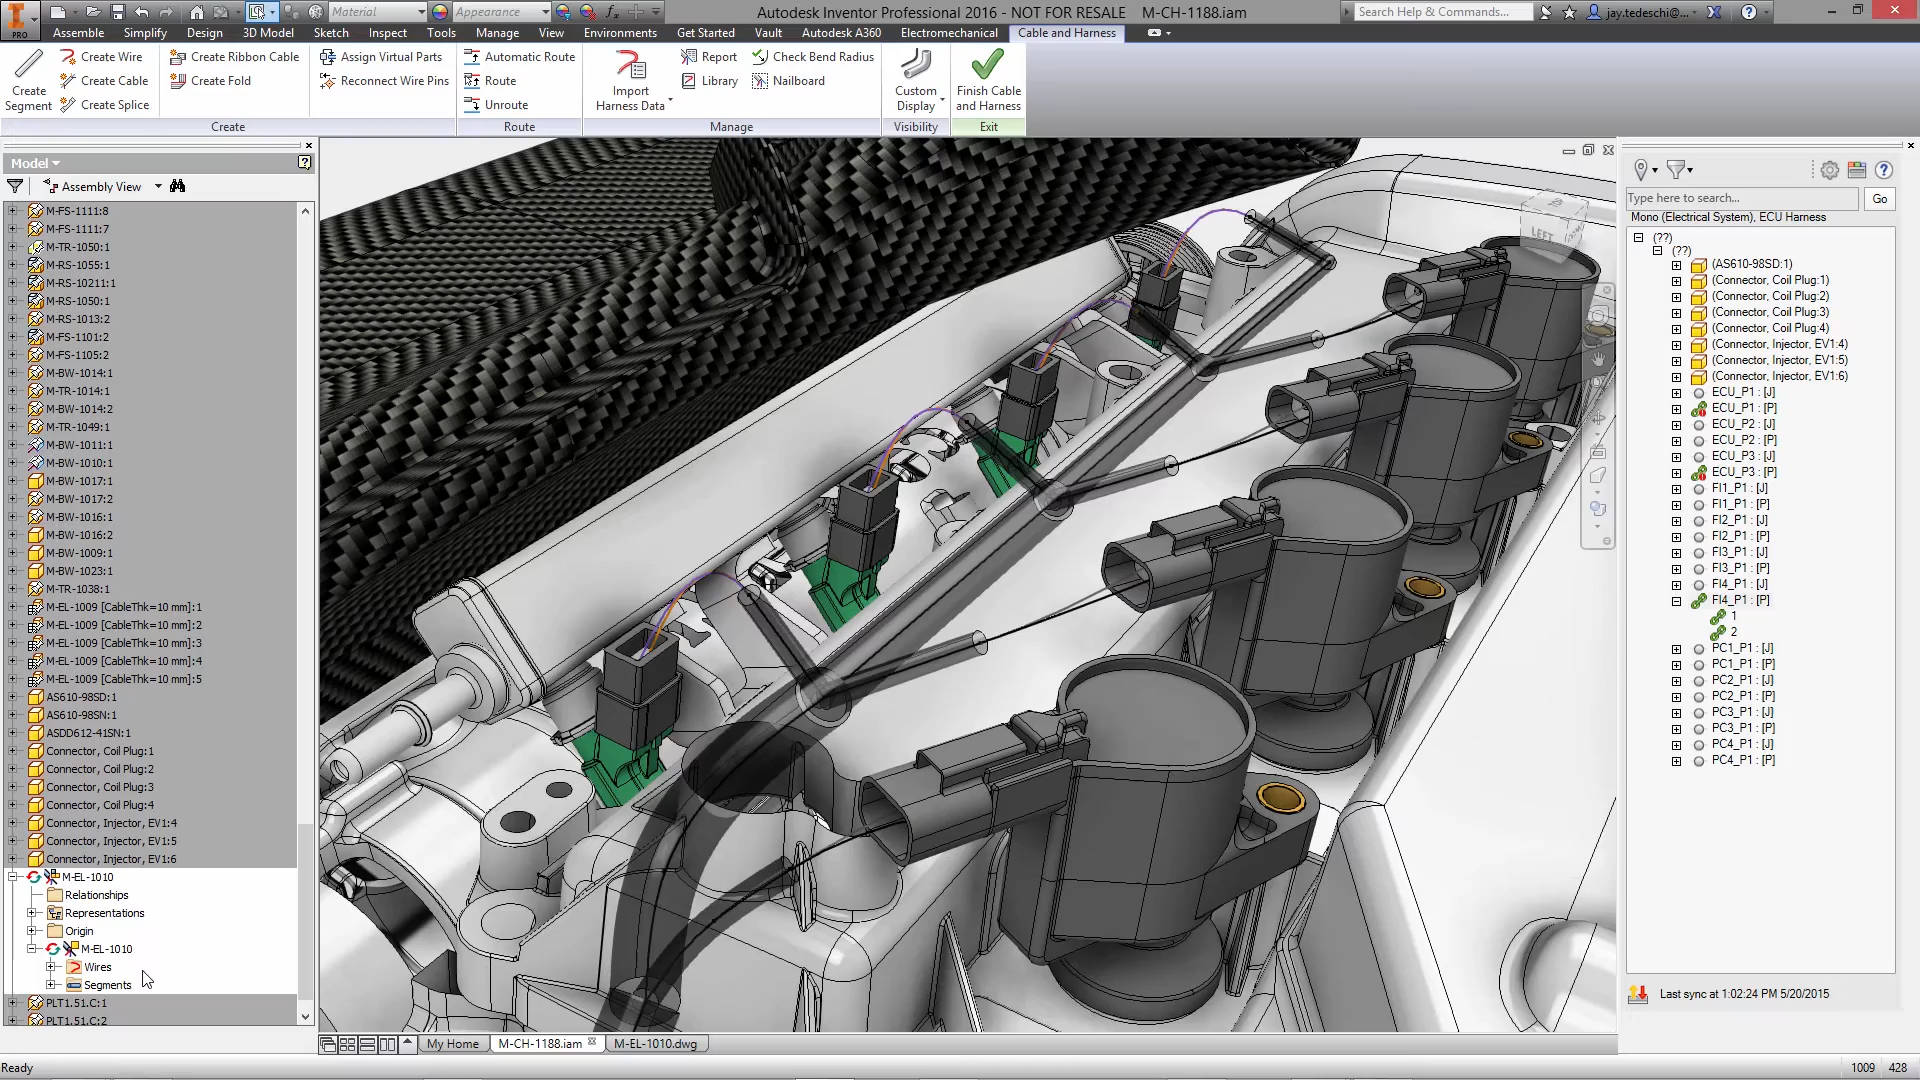 Material
Appearance
Autodesk Inventor Professional 2016 - NOT FOR RESALE M-CH-1188.iam
Search Help & Commands...
jay.tedeschi@...
PRO
Assemble Simplify Design 3D Model Sketch Inspect Tools Manage View Environments Get Started Vault Autodesk A360 Electromechanical Cable and Harness
Create Segment
Create Wire
Create Cable
Create Splice
Create Ribbon Cable
Create Fold
Assign Virtual Parts
Reconnect Wire Pins
Automatic Route
Route
Unroute
Import Harness Data
Report
Library
Check Bend Radius
Nailboard
Custom Display
Finish Cable and Harness
Create Route Manage Visibility Exit
Model
Assembly View
M-FS-1111:8
M-FS-1111:7
M-TR-1050:1
M-RS-1055:1
M-RS-10211:1
M-RS-1050:1
M-RS-1013:2
M-FS-1101:2
M-FS-1105:2
M-BW-1014:1
M-TR-1014:1
M-BW-1014:2
M-TR-1049:1
M-BW-1011:1
M-BW-1010:1
M-BW-1017:1
M-BW-1017:2
M-BW-1016:1
M-BW-1016:2
M-BW-1009:1
M-BW-1023:1
M-TR-1038:1
M-EL-1009 [CableThk=10 mm]:1
M-EL-1009 [CableThk=10 mm]:2
M-EL-1009 [CableThk=10 mm]:3
M-EL-1009 [CableThk=10 mm]:4
M-EL-1009 [CableThk=10 mm]:5
AS610-98SD:1
AS610-98SN:1
ASDD612-41SN:1
Connector, Coil Plug:1
Connector, Coil Plug:2
Connector, Coil Plug:3
Connector, Coil Plug:4
Connector, Injector, EV1:4
Connector, Injector, EV1:5
Connector, Injector, EV1:6
M-EL-1010
Relationships
Representations
Origin
M-EL-1010
Wires
Segments
PLT1.51.C:1
PLT1.51.C:2
LEFT
My Home
M-CH-1188.iam
M-EL-1010.dwg
Type here to search...
Go
Mono (Electrical System), ECU Harness
(??)
(??)
(AS610-98SD:1)
(Connector, Coil Plug:1)
(Connector, Coil Plug:2)
(Connector, Coil Plug:3)
(Connector, Coil Plug:4)
(Connector, Injector, EV1:4)
(Connector, Injector, EV1:5)
(Connector, Injector, EV1:6)
ECU_P1 : [J]
ECU_P1 : [P]
ECU_P2 : [J]
ECU_P2 : [P]
ECU_P3 : [J]
ECU_P3 : [P]
FI1_P1 : [J]
FI1_P1 : [P]
FI2_P1 : [J]
FI2_P1 : [P]
FI3_P1 : [J]
FI3_P1 : [P]
FI4_P1 : [J]
FI4_P1 : [P]
1
2
PC1_P1 : [J]
PC1_P1 : [P]
PC2_P1 : [J]
PC2_P1 : [P]
PC3_P1 : [J]
PC3_P1 : [P]
PC4_P1 : [J]
PC4_P1 : [P]
Last sync at 1:02:24 PM 5/20/2015
Ready
1009 428